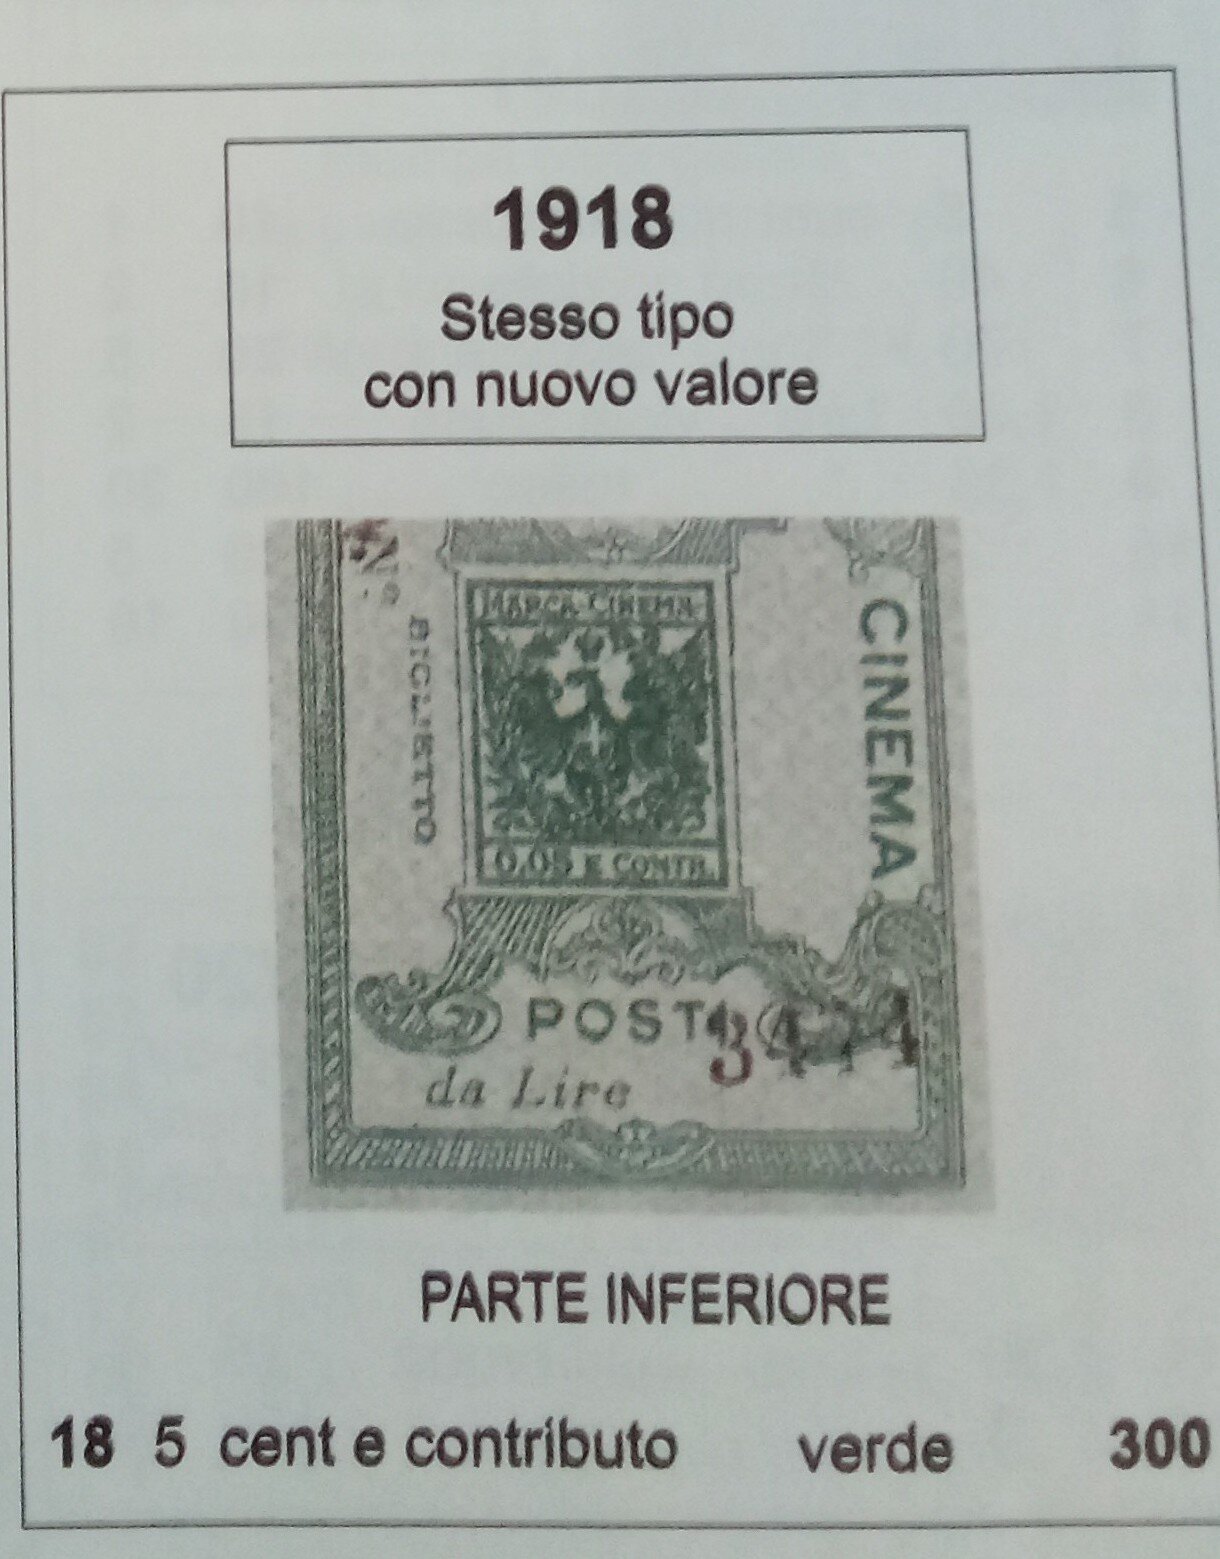 1918
Stesso tipo
con nuovo valore
No
BIGLIETTO
MARCA CINEMA
0.05 E CONTR.
CINEMA
POST
da Lire
PARTE INFERIORE
18 5 cent e contributo verde 300